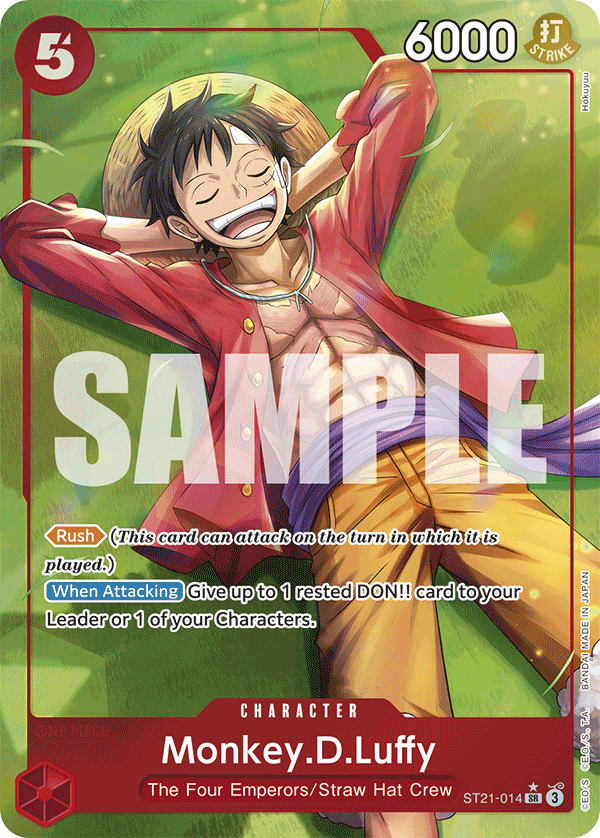 5
6000
打
STRIKE
Hokuyuu
SAMPLE
Rush (This card can attack on the turn in which it is
played.)
When Attacking Give up to 1 rested DON!! card to your
Leader or 1 of your Characters.
©E.O/S. ©E.O./S., T.A. BANDAI MADE IN JAPAN
CHARACTER
©NE PIECE
Monkey.D.Luffy
The Four Emperors/Straw Hat Crew
ST21-014 ★ SR 3